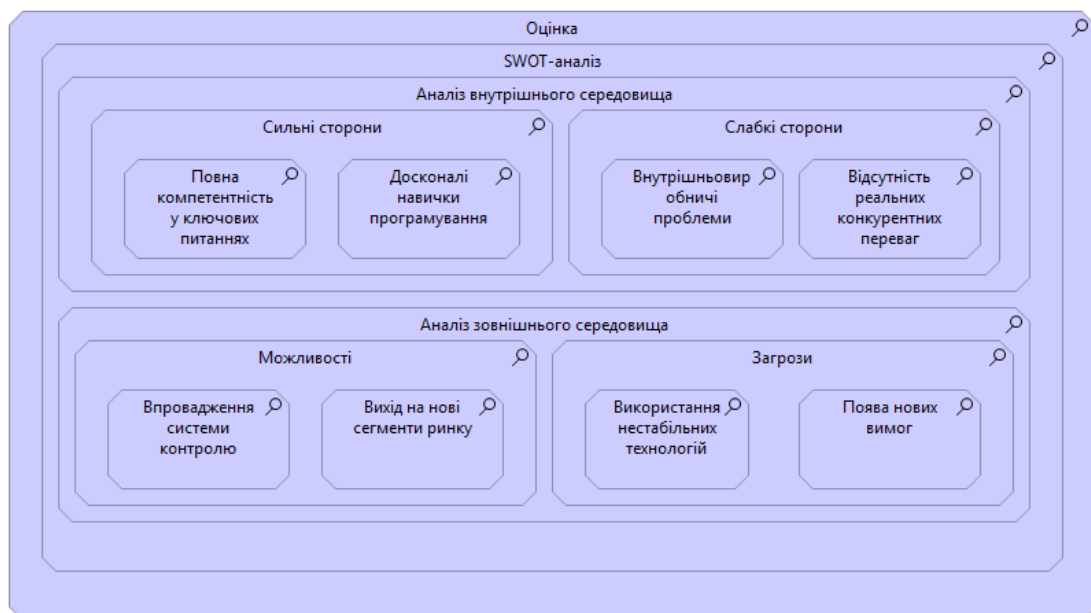 Оцінка
SWOT-аналіз
Аналіз внутрішнього середовища
Сильні сторони
Повна
компетентність
у ключових
питаннях
Досконалі
навички
програмування
Слабкі сторони
Внутрішньовир
обничі
проблеми
Відсутність
реальних
конкурентних
переваг
Аналіз зовнішнього середовища
Можливості
Впровадження
системи
контролю
Вихід на нові
сегменти ринку
Загрози
Використання
нестабільних
технологій
Поява нових
вимог